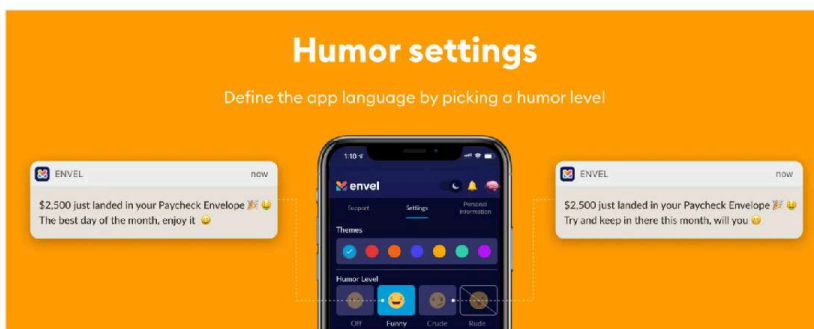 Humor settings
Define the app language by picking a humor level
ENVEL now
$2,500 just landed in your Paycheck Envelope 🎉 😄
The best day of the month, enjoy it 😄
1:10
envel
Support Settings Personal Information
Themes
Humor Level
Off Funny Crude Rude
ENVEL now
$2,500 just landed in your Paycheck Envelope 🎉 😄
Try and keep in there this month, will you 😏